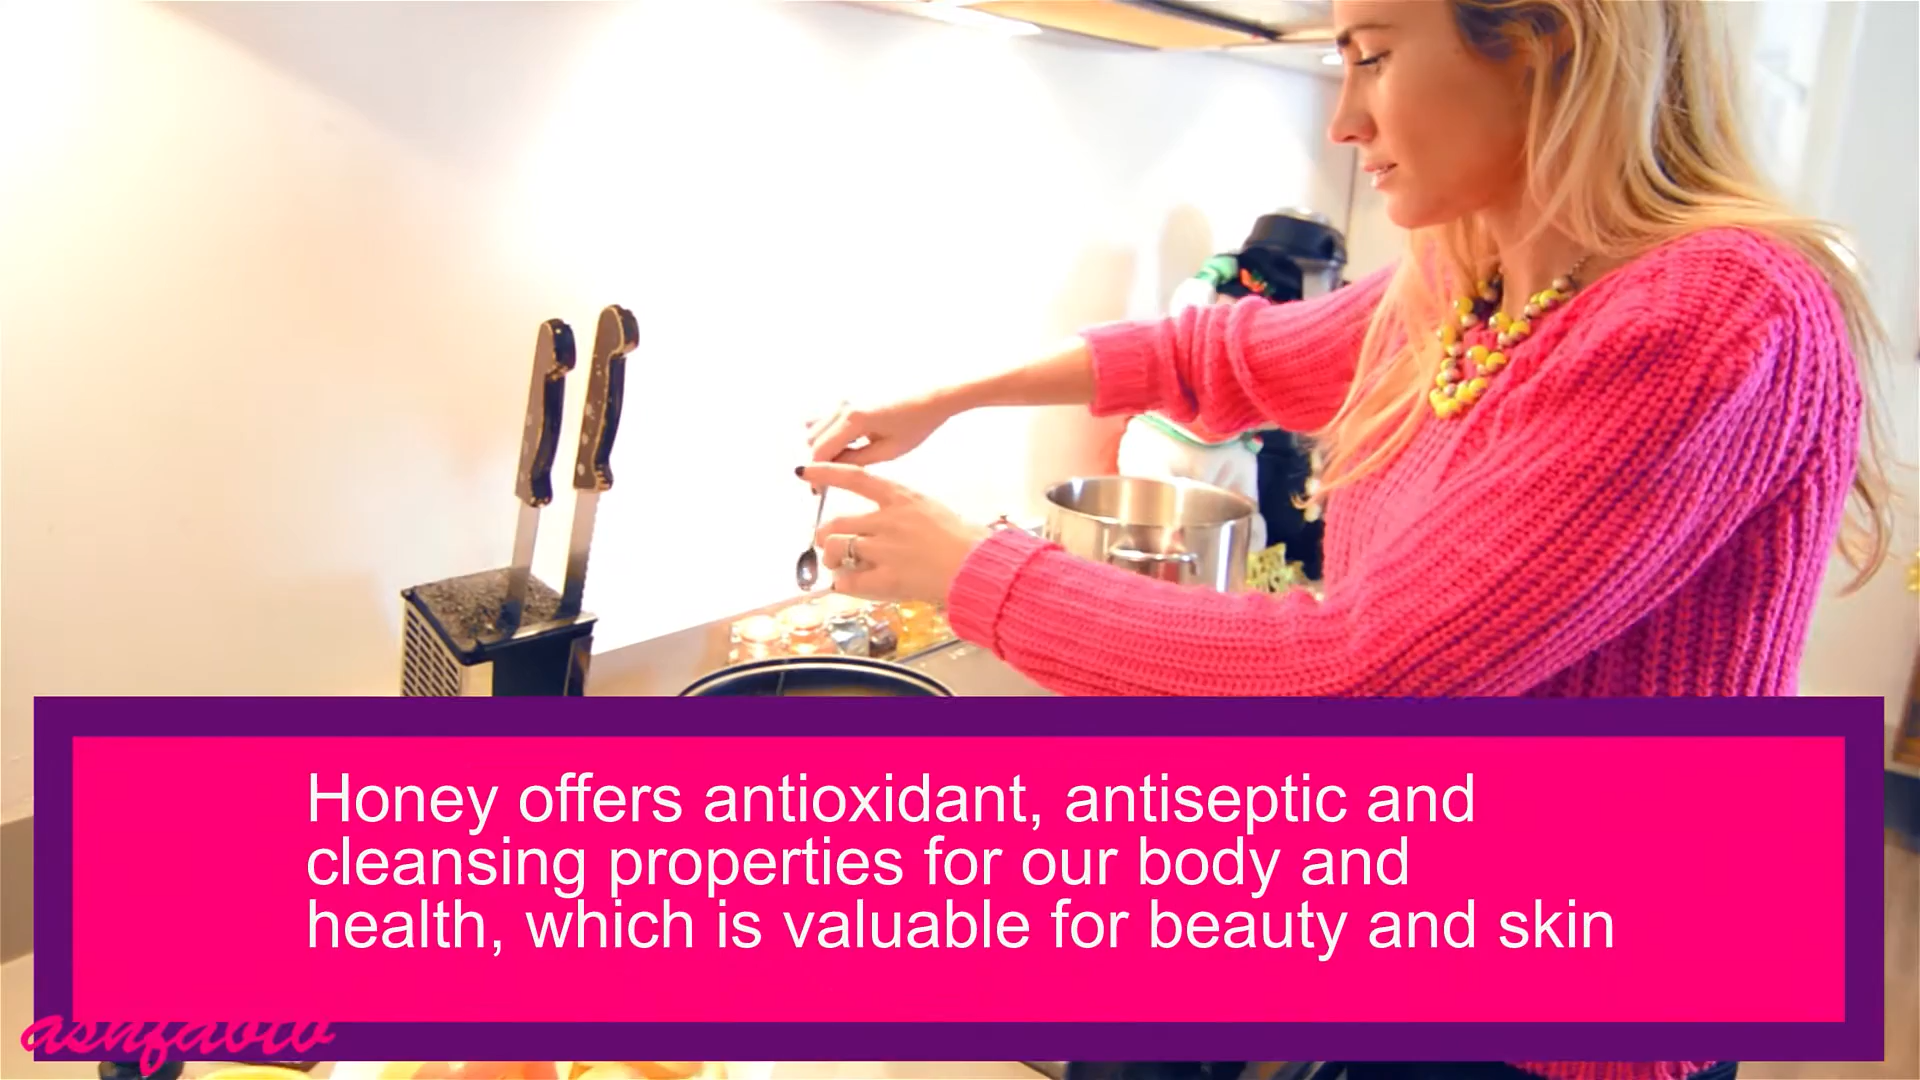 Honey offers antioxidant, antiseptic and
cleansing properties for our body and
health, which is valuable for beauty and skin